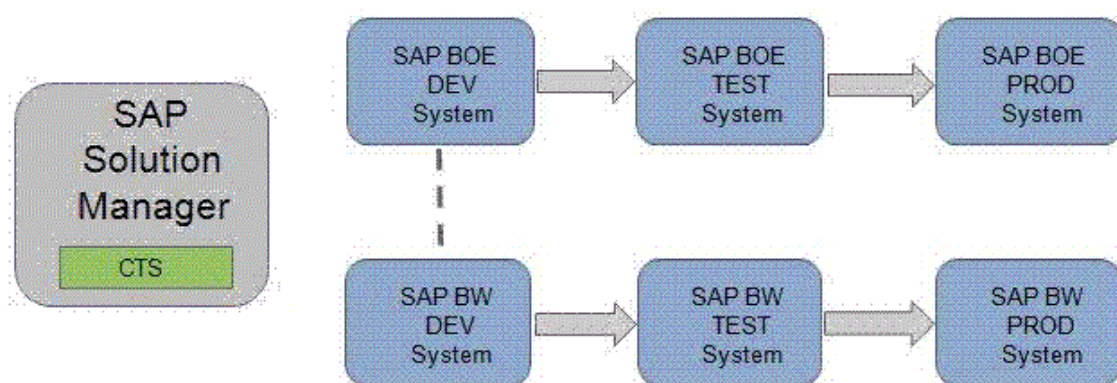 SAP
Solution
Manager
CTS
SAP BOE
DEV
System
SAP BOE
TEST
System
SAP BOE
PROD
System
SAP BW
DEV
System
SAP BW
TEST
System
SAP BW
PROD
System